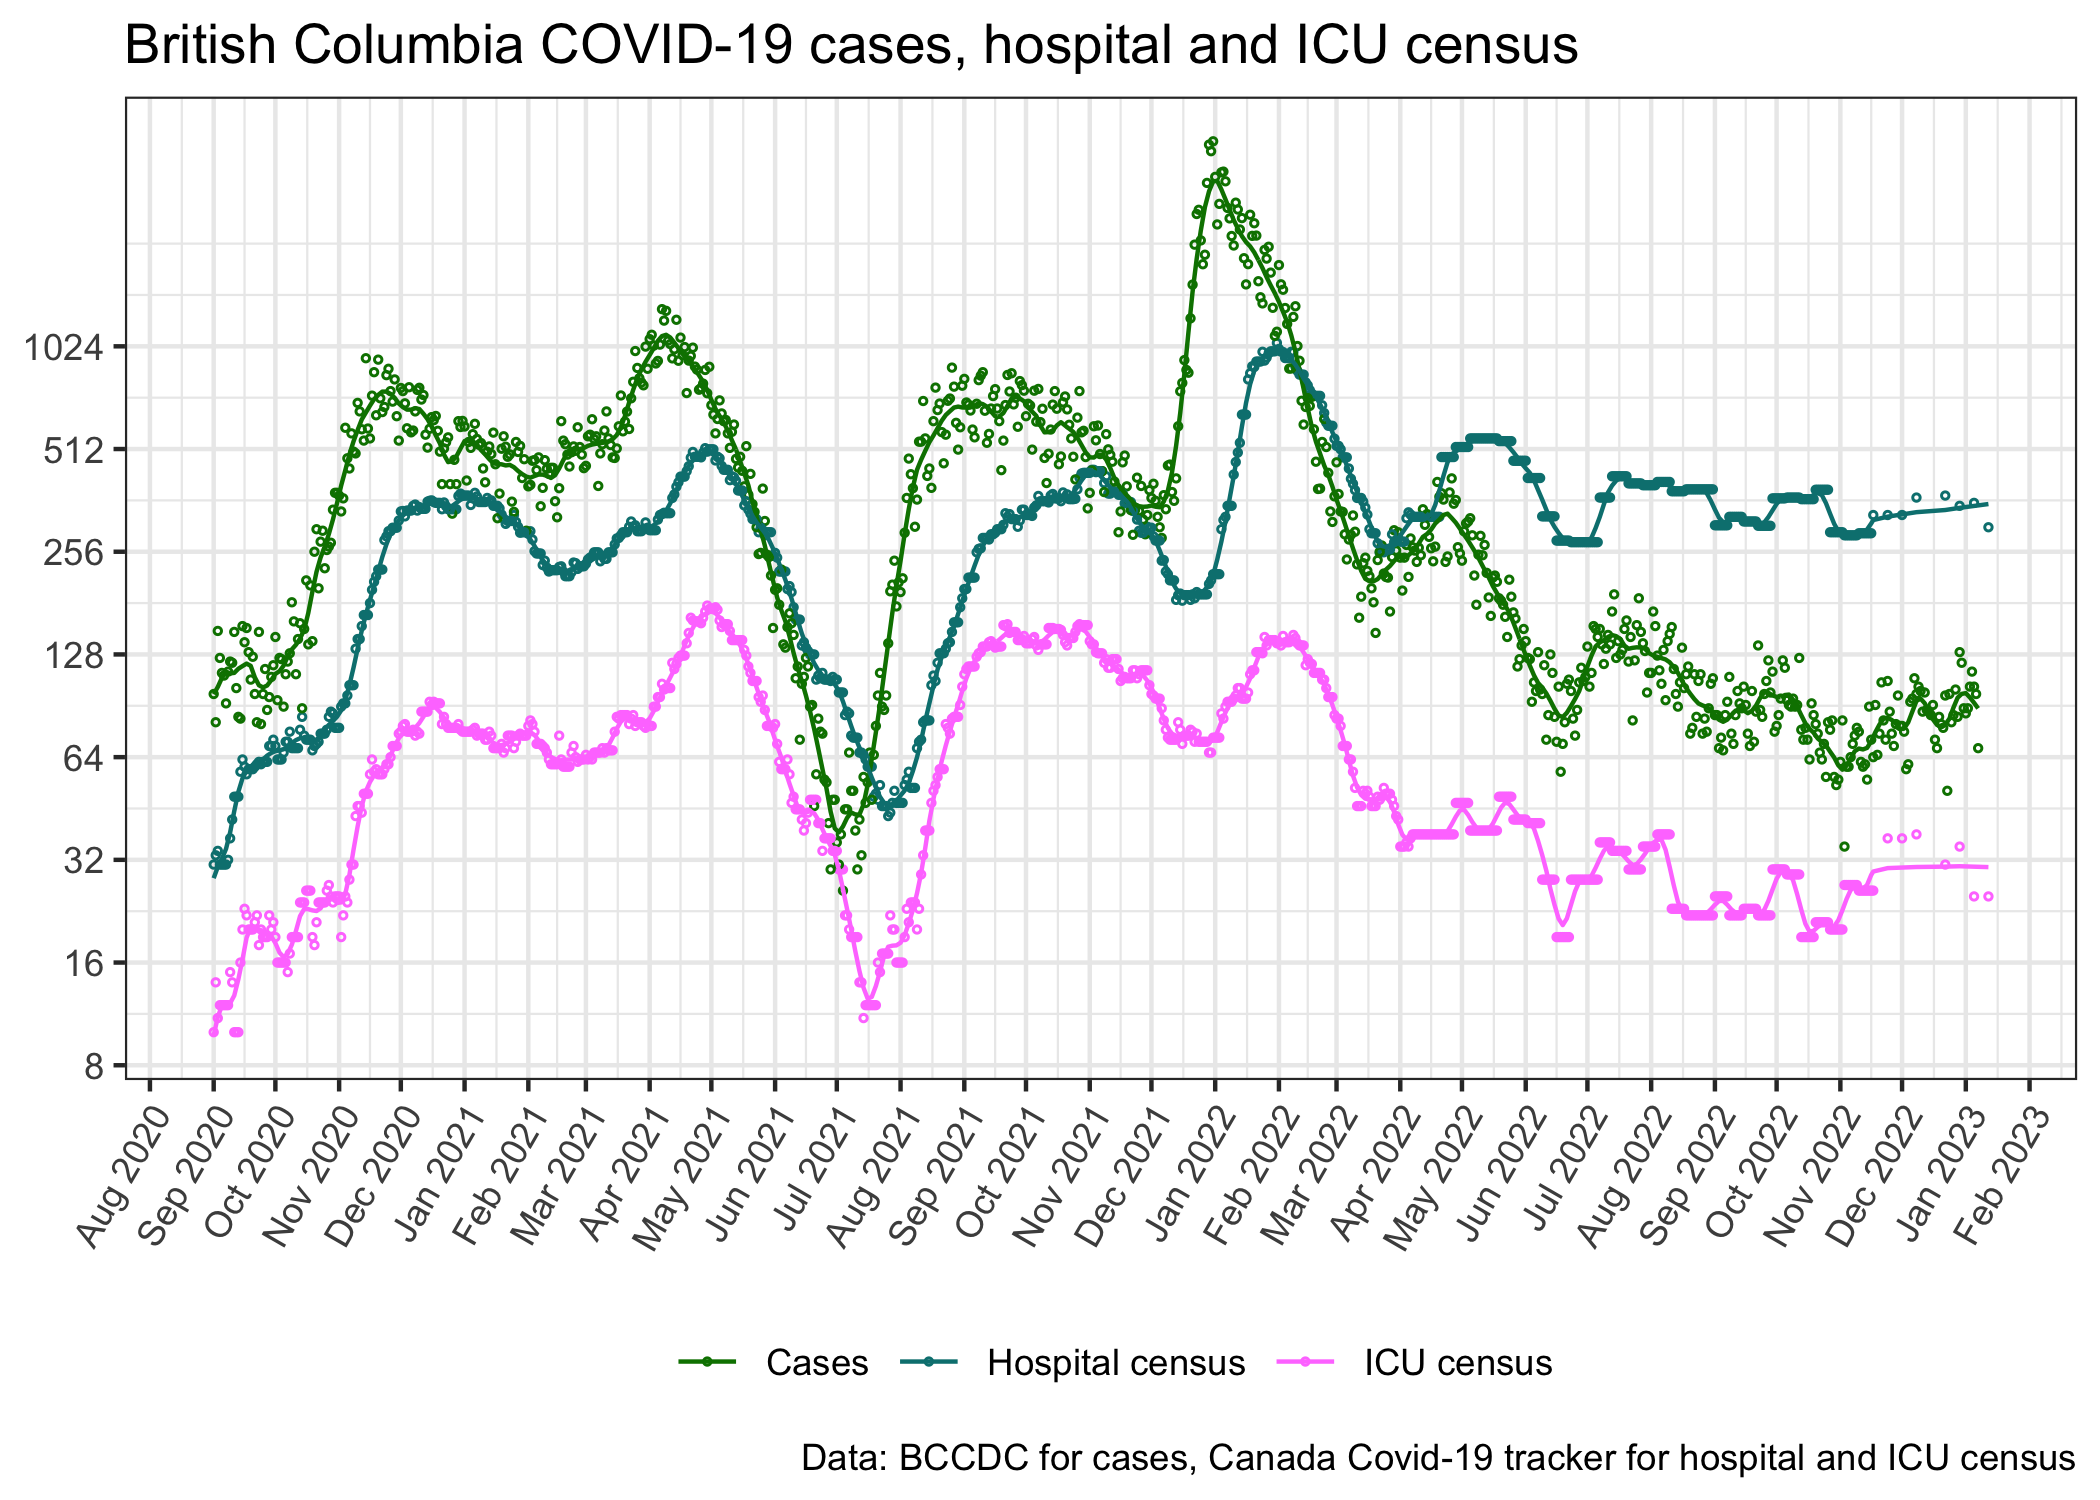 British Columbia COVID-19 cases, hospital and ICU census
1024
512
256
128
64
32
16
8
Aug 2020
Sep 2020
Oct 2020
Nov 2020
Dec 2020
Jan 2021
Feb 2021
Mar 2021
Apr 2021
May 2021
Jun 2021
Jul 2021
Aug 2021
Sep 2021
Oct 2021
Nov 2021
Dec 2021
Jan 2022
Feb 2022
Mar 2022
Apr 2022
May 2022
Jun 2022
Jul 2022
Aug 2022
Sep 2022
Oct 2022
Nov 2022
Dec 2022
Jan 2023
Feb 2023
Cases Hospital census ICU census
Data: BCCDC for cases, Canada Covid-19 tracker for hospital and ICU census